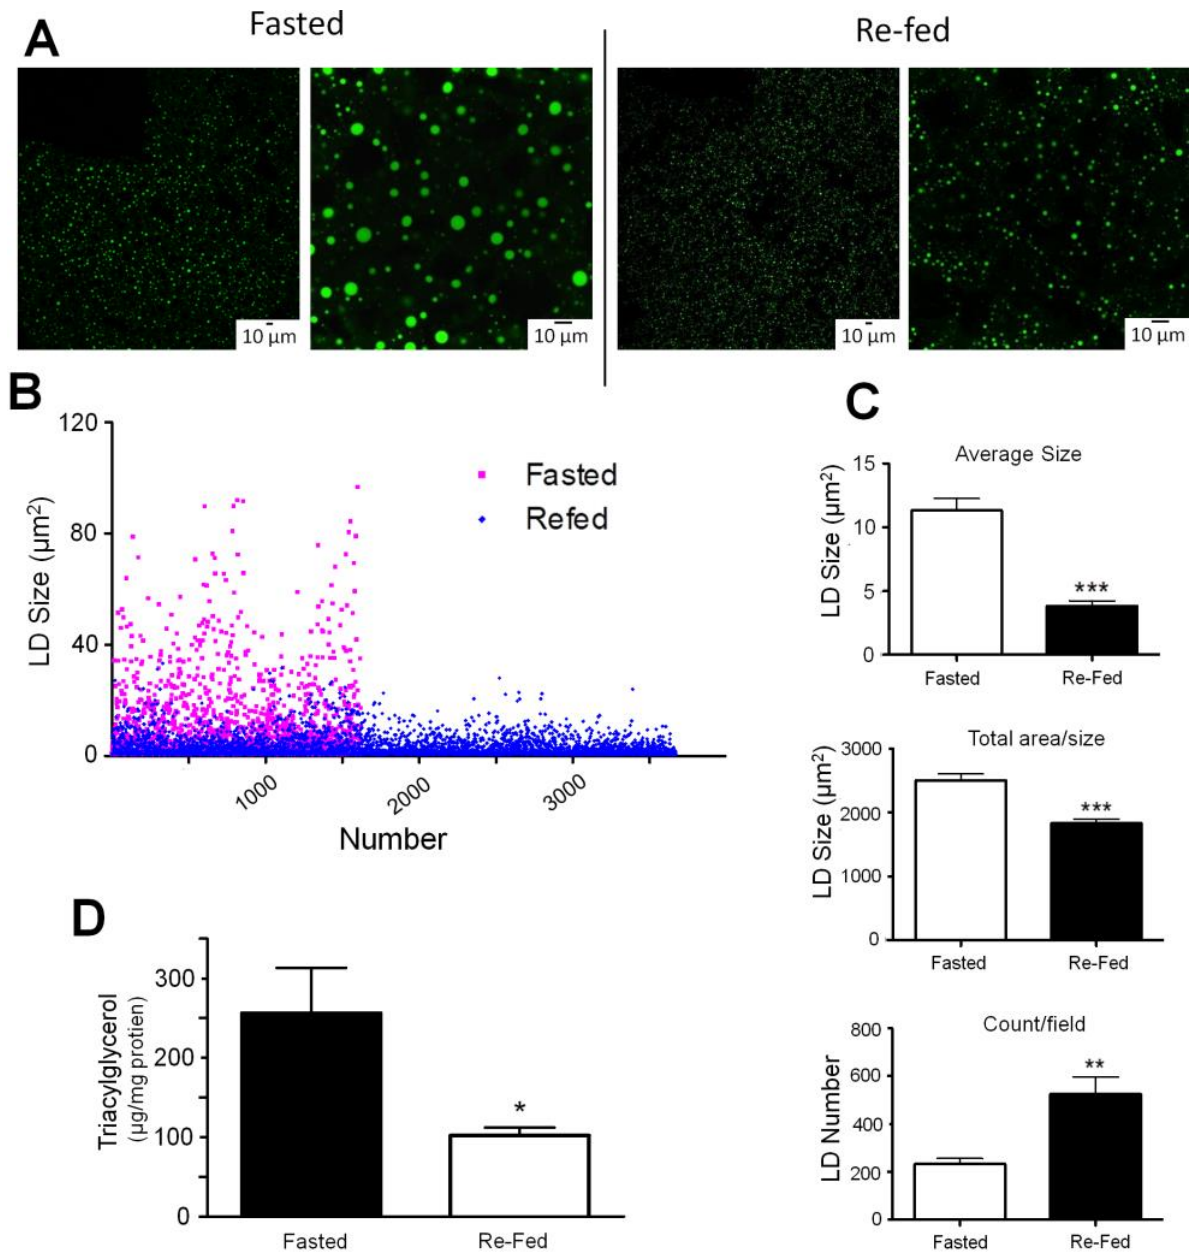 A
Fasted
Re-fed
10 µm
10 µm
10 µm
10 µm
B
120
80
40
0
LD Size (µm²)
Fasted
Refed
1000
2000
3000
Number
C
Average Size
15
10
5
0
LD Size (µm²)
***
Fasted
Re-Fed
Total area/size
3000
2000
1000
0
LD Size (µm²)
***
Fasted
Re-Fed
Count/field
800
600
400
200
0
LD Number
**
Fasted
Re-Fed
D
300
200
100
0
Triacylglycerol
(µg/mg protien)
*
Fasted
Re-Fed